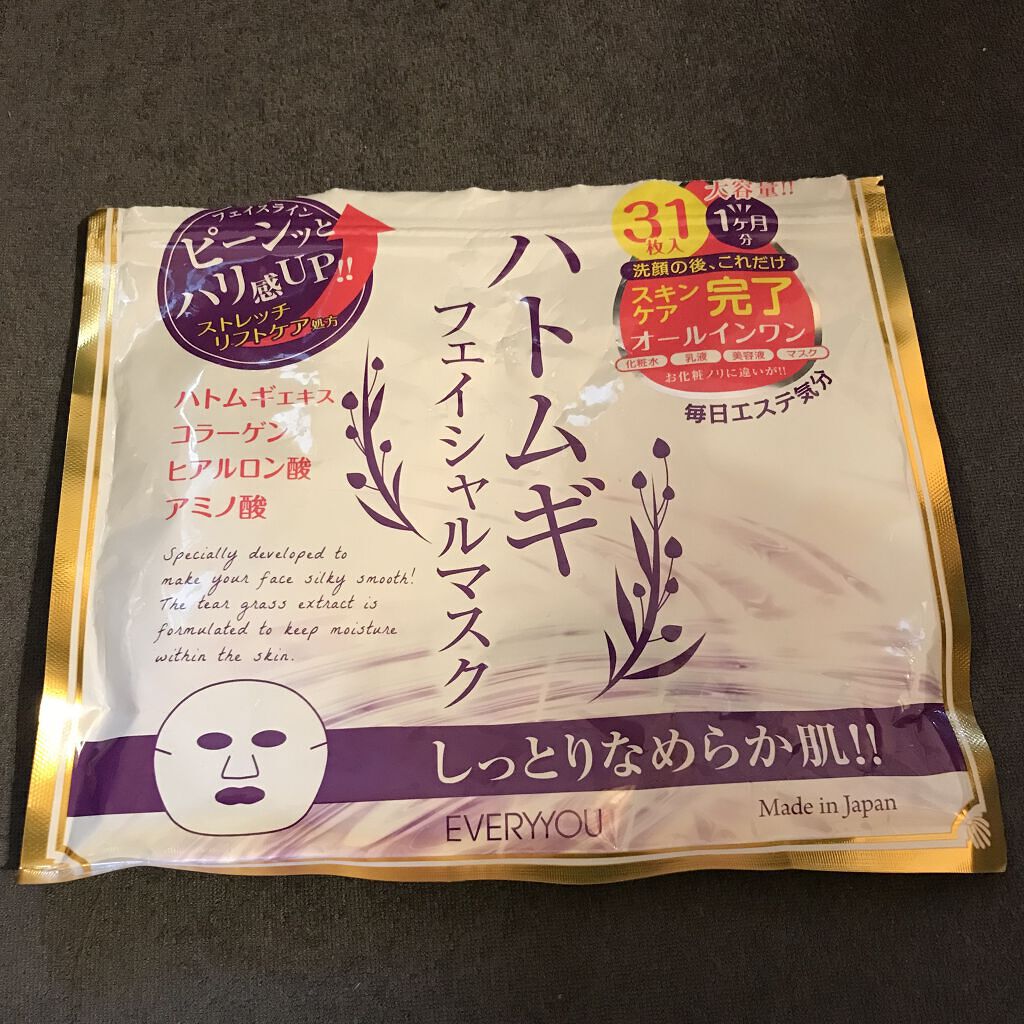 フェイスライン
ピーンッと
ハリ感UP!!
ストレッチ
リフトケア処方
ハトムギエキス
コラーゲン
ヒアルロン酸
アミノ酸
Specially developed to
make your face silky smooth!
The tear grass extract is
formulated to keep moisture
within the skin.
ハトムギ
フェイシャルマスク
大容量!!
31
枚入
1ヶ月
分
洗顔の後、これだけ
スキン
ケア
完了
オールインワン
化粧水 乳液 美容液 マスク
お化粧ノリに違いが!!
毎日エステ気分
しっとりなめらか肌!!
EVERYYOU
Made in Japan